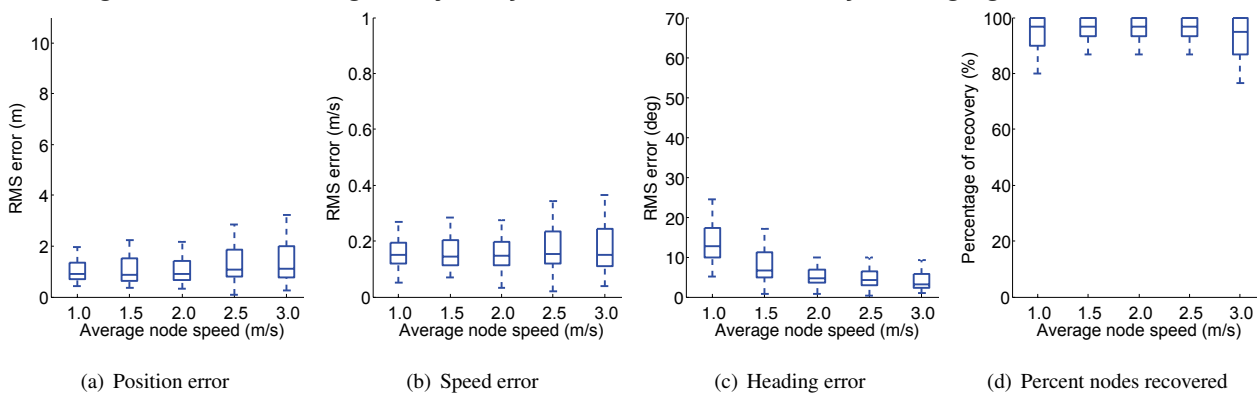 10
8
6
4
2
0
RMS error (m)
1.0 1.5 2.0 2.5 3.0
Average node speed (m/s)
(a) Position error
1
0.8
0.6
0.4
0.2
0
RMS error (m/s)
1.0 1.5 2.0 2.5 3.0
Average node speed (m/s)
(b) Speed error
70
60
50
40
30
20
10
0
RMS error (deg)
1.0 1.5 2.0 2.5 3.0
Average node speed (m/s)
(c) Heading error
100
80
60
40
20
0
Percentage of recovery (%)
1.0 1.5 2.0 2.5 3.0
Average node speed (m/s)
(d) Percent nodes recovered